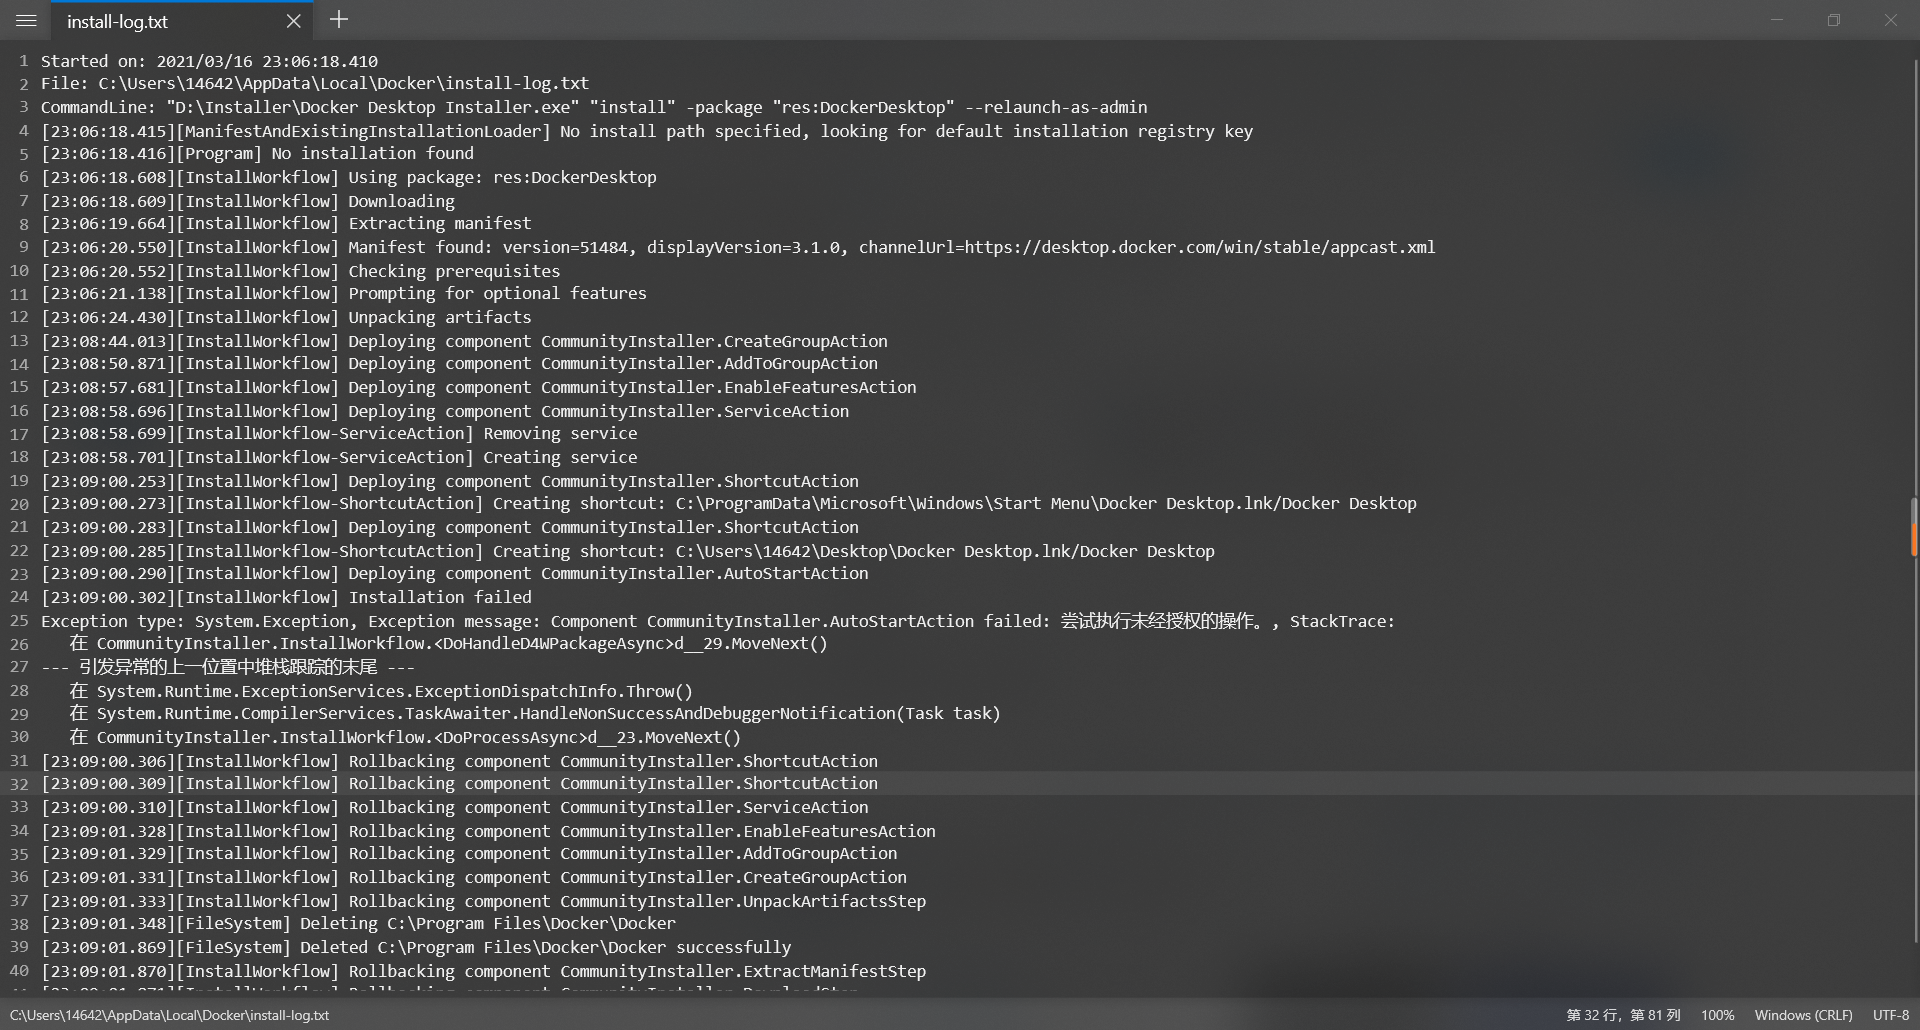 install-log.txt
1 Started on: 2021/03/16 23:06:18.410
2 File: C:\Users\14642\AppData\Local\Docker\install-log.txt
3 CommandLine: "D:\Installer\Docker Desktop Installer.exe" "install" -package "res:DockerDesktop" --relaunch-as-admin
4 [23:06:18.415][ManifestAndExistingInstallationLoader] No install path specified, looking for default installation registry key
5 [23:06:18.416][Program] No installation found
6 [23:06:18.608][InstallWorkflow] Using package: res:DockerDesktop
7 [23:06:18.609][InstallWorkflow] Downloading
8 [23:06:19.664][InstallWorkflow] Extracting manifest
9 [23:06:20.550][InstallWorkflow] Manifest found: version=51484, displayVersion=3.1.0, channelUrl=https://desktop.docker.com/win/stable/appcast.xml
10 [23:06:20.552][InstallWorkflow] Checking prerequisites
11 [23:06:21.138][InstallWorkflow] Prompting for optional features
12 [23:06:24.430][InstallWorkflow] Unpacking artifacts
13 [23:08:44.013][InstallWorkflow] Deploying component CommunityInstaller.CreateGroupAction
14 [23:08:50.871][InstallWorkflow] Deploying component CommunityInstaller.AddToGroupAction
15 [23:08:57.681][InstallWorkflow] Deploying component CommunityInstaller.EnableFeaturesAction
16 [23:08:58.696][InstallWorkflow] Deploying component CommunityInstaller.ServiceAction
17 [23:08:58.699][InstallWorkflow-ServiceAction] Removing service
18 [23:08:58.701][InstallWorkflow-ServiceAction] Creating service
19 [23:09:00.253][InstallWorkflow] Deploying component CommunityInstaller.ShortcutAction
20 [23:09:00.273][InstallWorkflow-ShortcutAction] Creating shortcut: C:\ProgramData\Microsoft\Windows\Start Menu\Docker Desktop.lnk/Docker Desktop
21 [23:09:00.283][InstallWorkflow] Deploying component CommunityInstaller.ShortcutAction
22 [23:09:00.285][InstallWorkflow-ShortcutAction] Creating shortcut: C:\Users\14642\Desktop\Docker Desktop.lnk/Docker Desktop
23 [23:09:00.290][InstallWorkflow] Deploying component CommunityInstaller.AutoStartAction
24 [23:09:00.302][InstallWorkflow] Installation failed
25 Exception type: System.Exception, Exception message: Component CommunityInstaller.AutoStartAction failed: 尝试执行未经授权的操作。, StackTrace:
26 在 CommunityInstaller.InstallWorkflow.<DoHandleD4WPackageAsync>d__29.MoveNext()
27 --- 引发异常的上一位置中堆栈跟踪的末尾 ---
28 在 System.Runtime.ExceptionServices.ExceptionDispatchInfo.Throw()
29 在 System.Runtime.CompilerServices.TaskAwaiter.HandleNonSuccessAndDebuggerNotification(Task task)
30 在 CommunityInstaller.InstallWorkflow.<DoProcessAsync>d__23.MoveNext()
31 [23:09:00.306][InstallWorkflow] Rollbacking component CommunityInstaller.ShortcutAction
32 [23:09:00.309][InstallWorkflow] Rollbacking component CommunityInstaller.ShortcutAction
33 [23:09:00.310][InstallWorkflow] Rollbacking component CommunityInstaller.ServiceAction
34 [23:09:01.328][InstallWorkflow] Rollbacking component CommunityInstaller.EnableFeaturesAction
35 [23:09:01.329][InstallWorkflow] Rollbacking component CommunityInstaller.AddToGroupAction
36 [23:09:01.331][InstallWorkflow] Rollbacking component CommunityInstaller.CreateGroupAction
37 [23:09:01.333][InstallWorkflow] Rollbacking component CommunityInstaller.UnpackArtifactsStep
38 [23:09:01.348][FileSystem] Deleting C:\Program Files\Docker\Docker
39 [23:09:01.869][FileSystem] Deleted C:\Program Files\Docker\Docker successfully
40 [23:09:01.870][InstallWorkflow] Rollbacking component CommunityInstaller.ExtractManifestStep
C:\Users\14642\AppData\Local\Docker\install-log.txt 第 32 行，第 81 列 100% Windows (CRLF) UTF-8